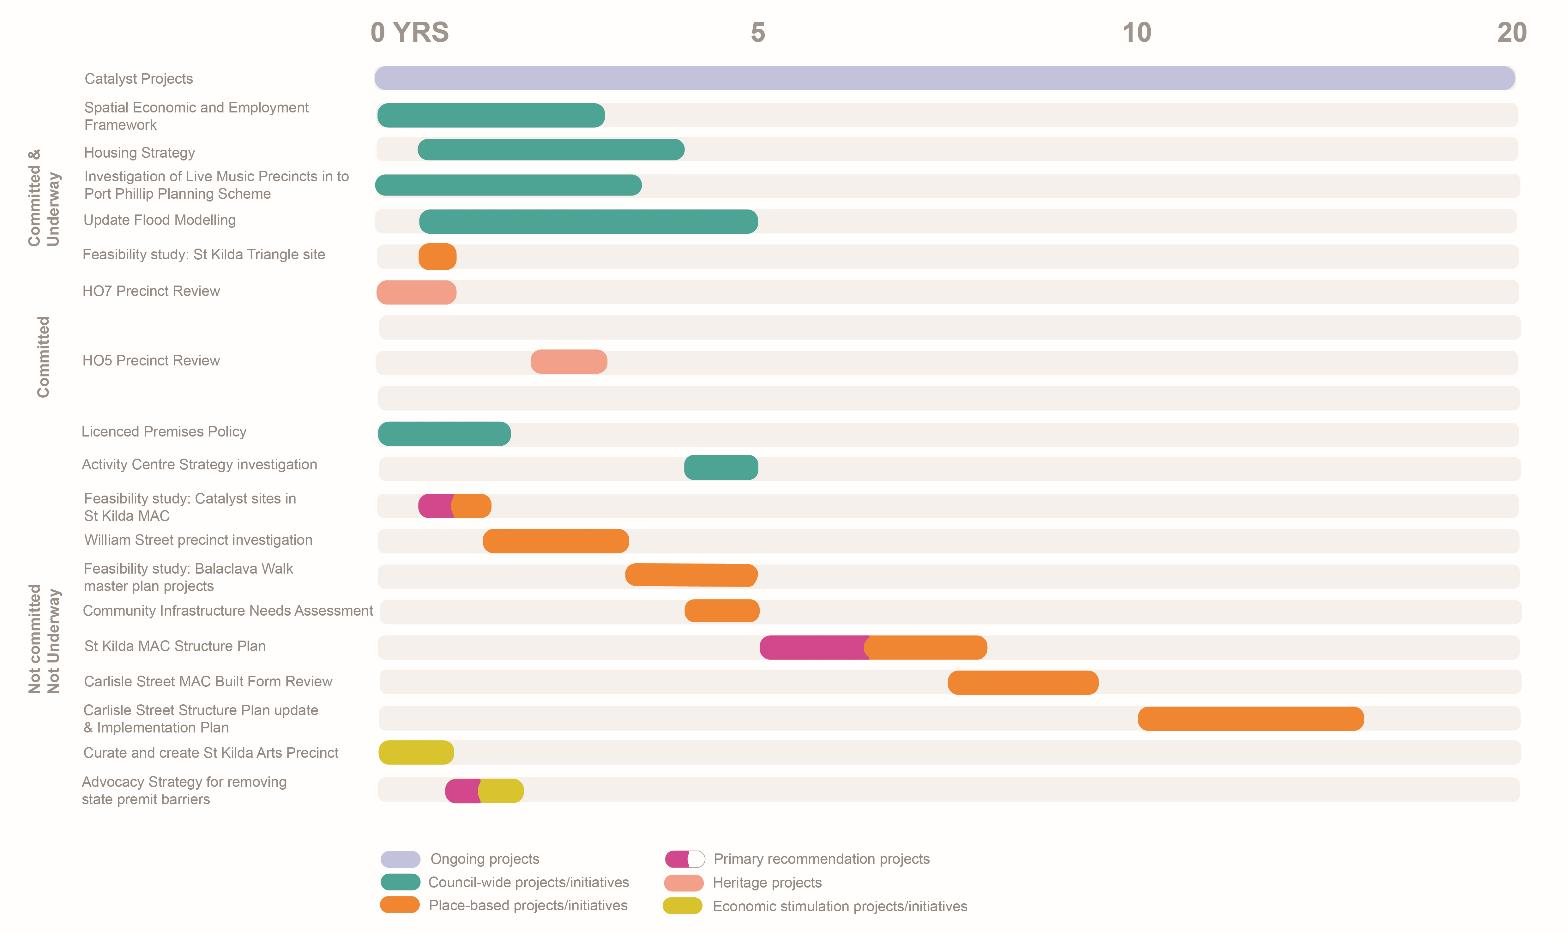 0 YRS 5 10 20
Catalyst Projects
Spatial Economic and Employment
Framework
Housing Strategy
Investigation of Live Music Precincts in to
Port Phillip Planning Scheme
Update Flood Modelling
Feasibility study: St Kilda Triangle site
HO7 Precinct Review
Committed &
Underway
HO5 Precinct Review
Committed
Licenced Premises Policy
Activity Centre Strategy investigation
Feasibility study: Catalyst sites in
St Kilda MAC
William Street precinct investigation
Feasibility study: Balaclava Walk
master plan projects
Community Infrastructure Needs Assessment
St Kilda MAC Structure Plan
Carlisle Street MAC Built Form Review
Carlisle Street Structure Plan update
& Implementation Plan
Curate and create St Kilda Arts Precinct
Advocacy Strategy for removing
state premit barriers
Not committed
Not Underway
Ongoing projects
Council-wide projects/initiatives
Place-based projects/initiatives
Primary recommendation projects
Heritage projects
Economic stimulation projects/initiatives